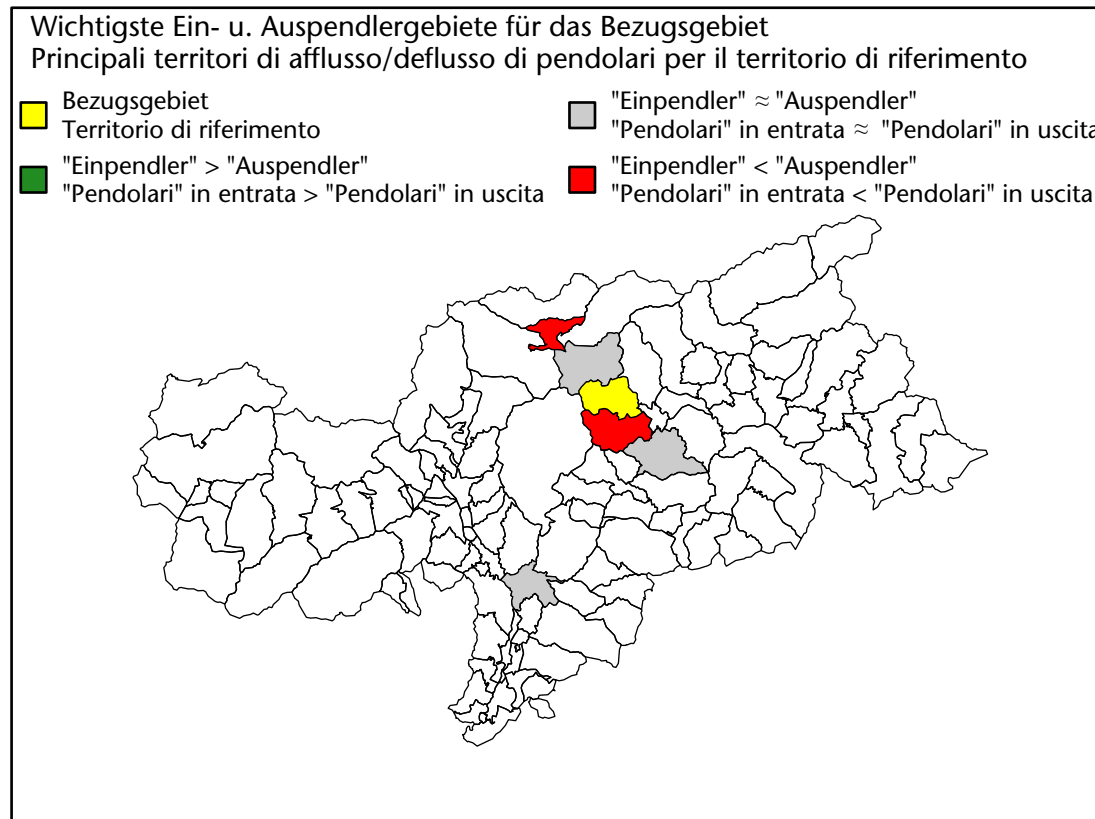 Wichtigste Ein- u. Auspendlergebiete für das Bezugsgebiet
Principali territori di afflusso/deflusso di pendolari per il territorio di riferimento
Bezugsgebiet
Territorio di riferimento
"Einpendler" > "Auspendler"
"Pendolari" in entrata > "Pendolari" in uscita
"Einpendler" ≈ "Auspendler"
"Pendolari" in entrata ≈ "Pendolari" in uscita
"Einpendler" < "Auspendler"
"Pendolari" in entrata < "Pendolari" in uscita